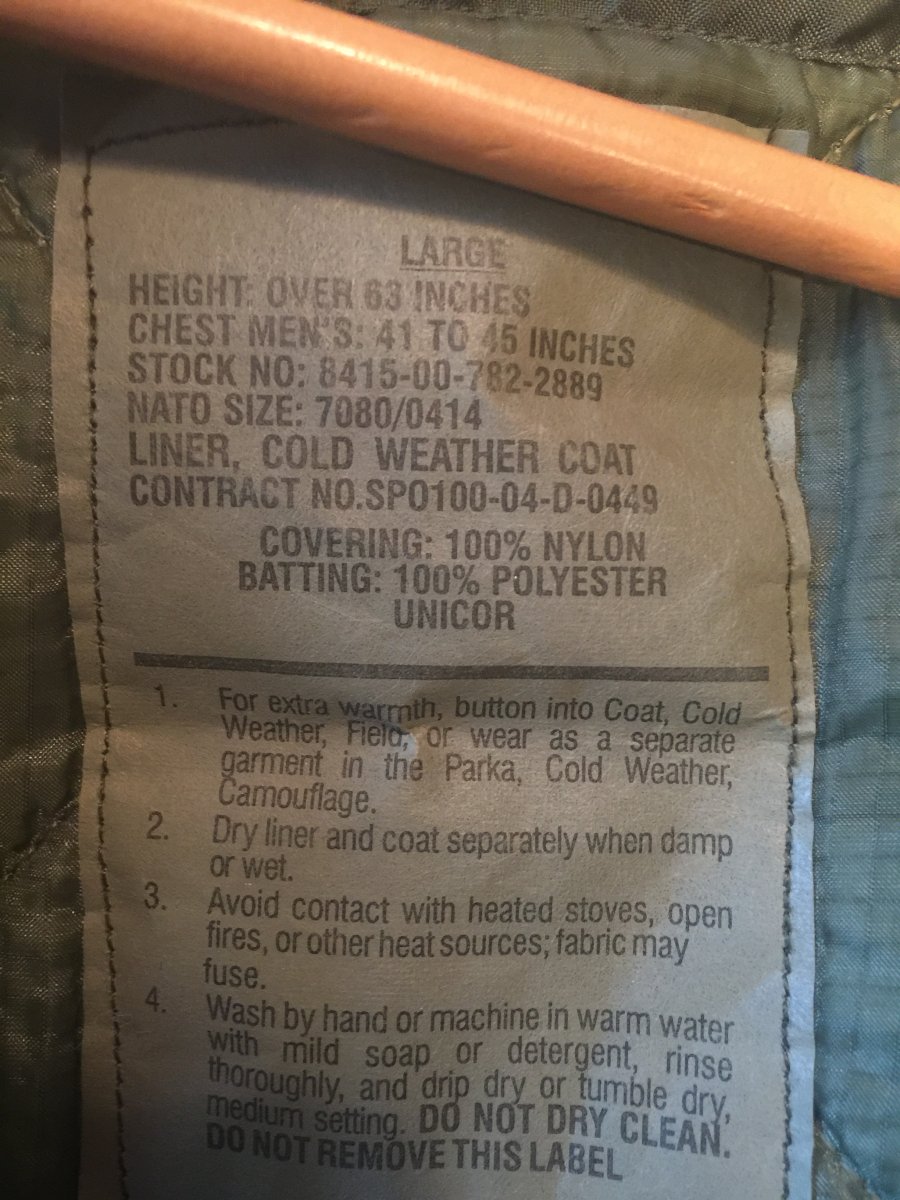 LARGE
HEIGHT: OVER 63 INCHES
CHEST MEN'S: 41 TO 45 INCHES
STOCK NO: 8415-00-782-2889
NATO SIZE: 7080/0414
LINER, COLD WEATHER COAT
CONTRACT NO.SPO100-04-D-0449
COVERING: 100% NYLON
BATTING: 100% POLYESTER
UNICOR
1. For extra warmth, button into Coat, Cold
Weather, Field, or wear as a separate
garment in the Parka, Cold Weather,
Camouflage.
2. Dry liner and coat separately when damp
or wet.
3. Avoid contact with heated stoves, open
fires, or other heat sources; fabric may
fuse.
4. Wash by hand or machine in warm water
with mild soap or detergent, rinse
thoroughly, and drip dry or tumble dry,
medium setting. DO NOT DRY CLEAN.
DO NOT REMOVE THIS LABEL